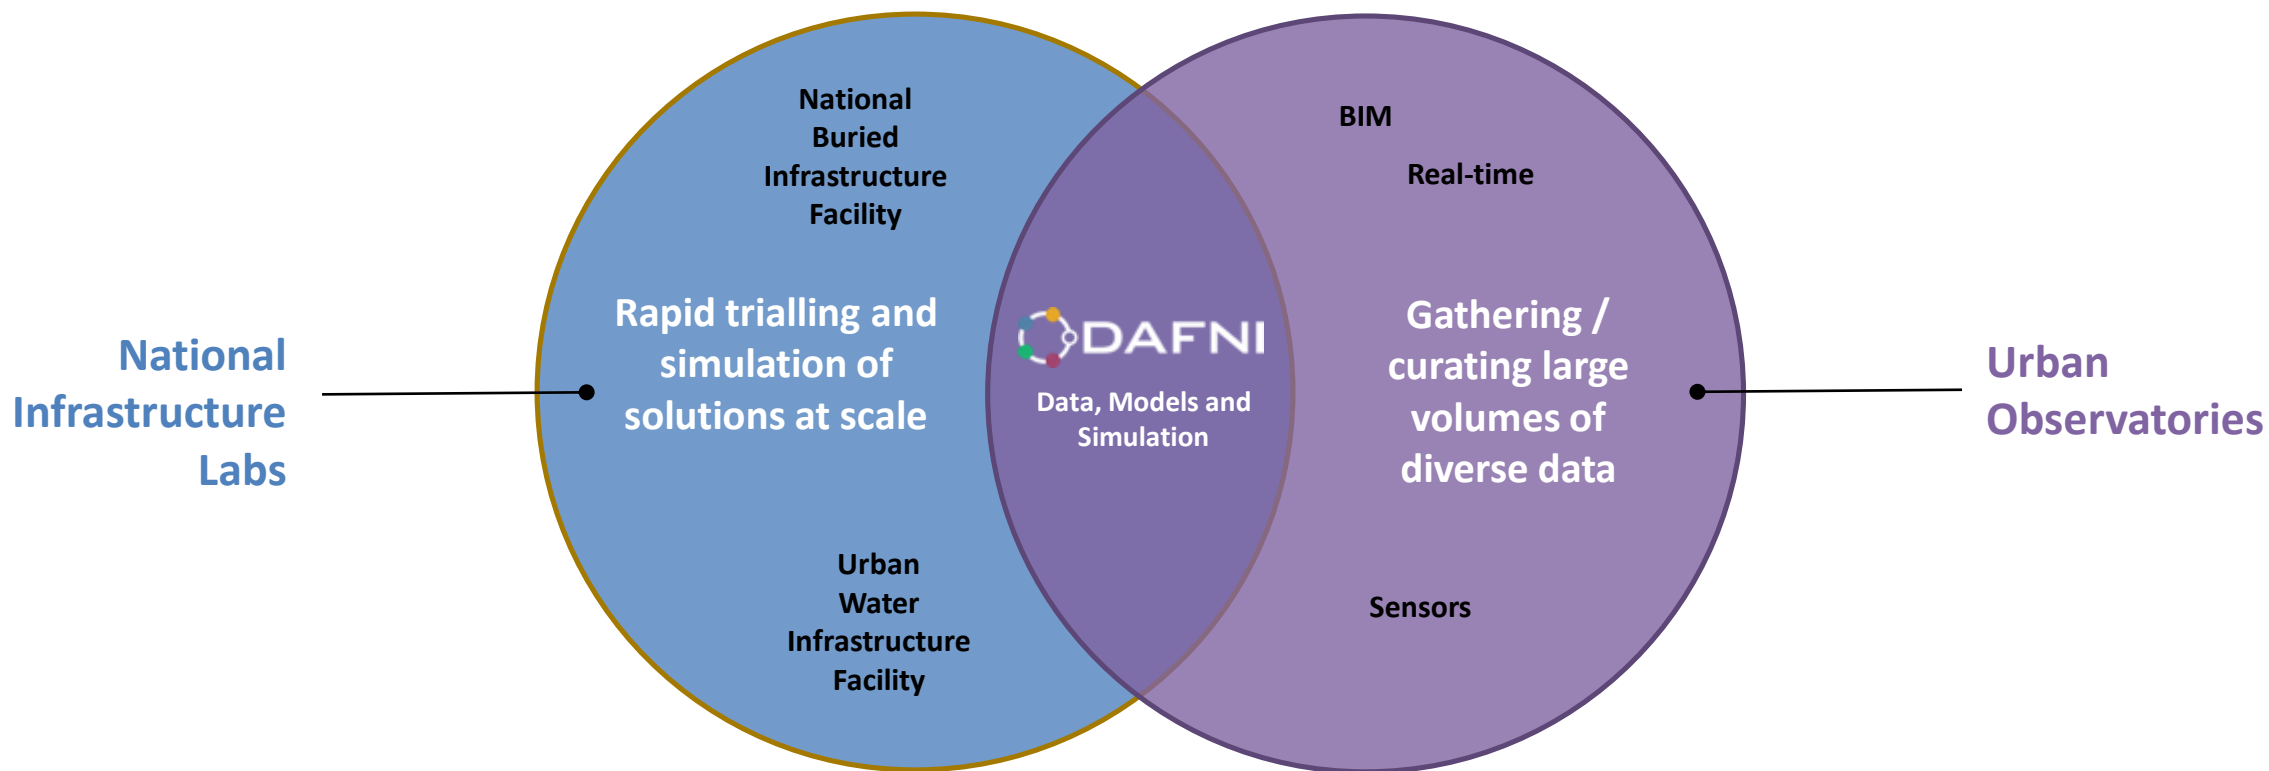 National
Infrastructure
Labs
National
Buried
Infrastructure
Facility
Rapid trialling and
simulation of
solutions at scale
Urban
Water
Infrastructure
Facility
DAFNI
Data, Models and
Simulation
BIM
Real-time
Gathering /
curating large
volumes of
diverse data
Sensors
Urban
Observatories